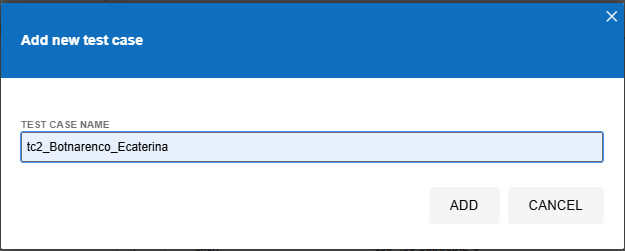 Add new test case
TEST CASE NAME
tc2_Botnarenco_Ecaterina
ADD CANCEL